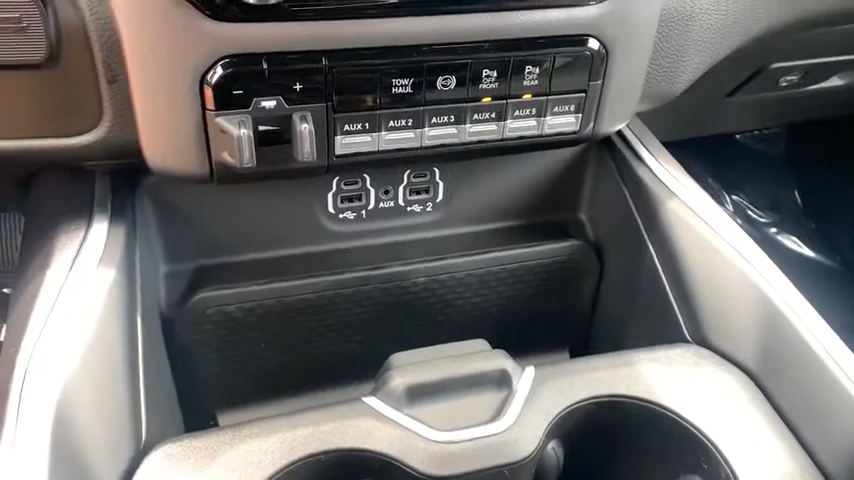 - +
TOW/
HAUL
P
P OFF
FRONT
P OFF
REAR
AUX 1 AUX 2 AUX 3 AUX 4 AUX 5 AUX 6
1 AUX 2